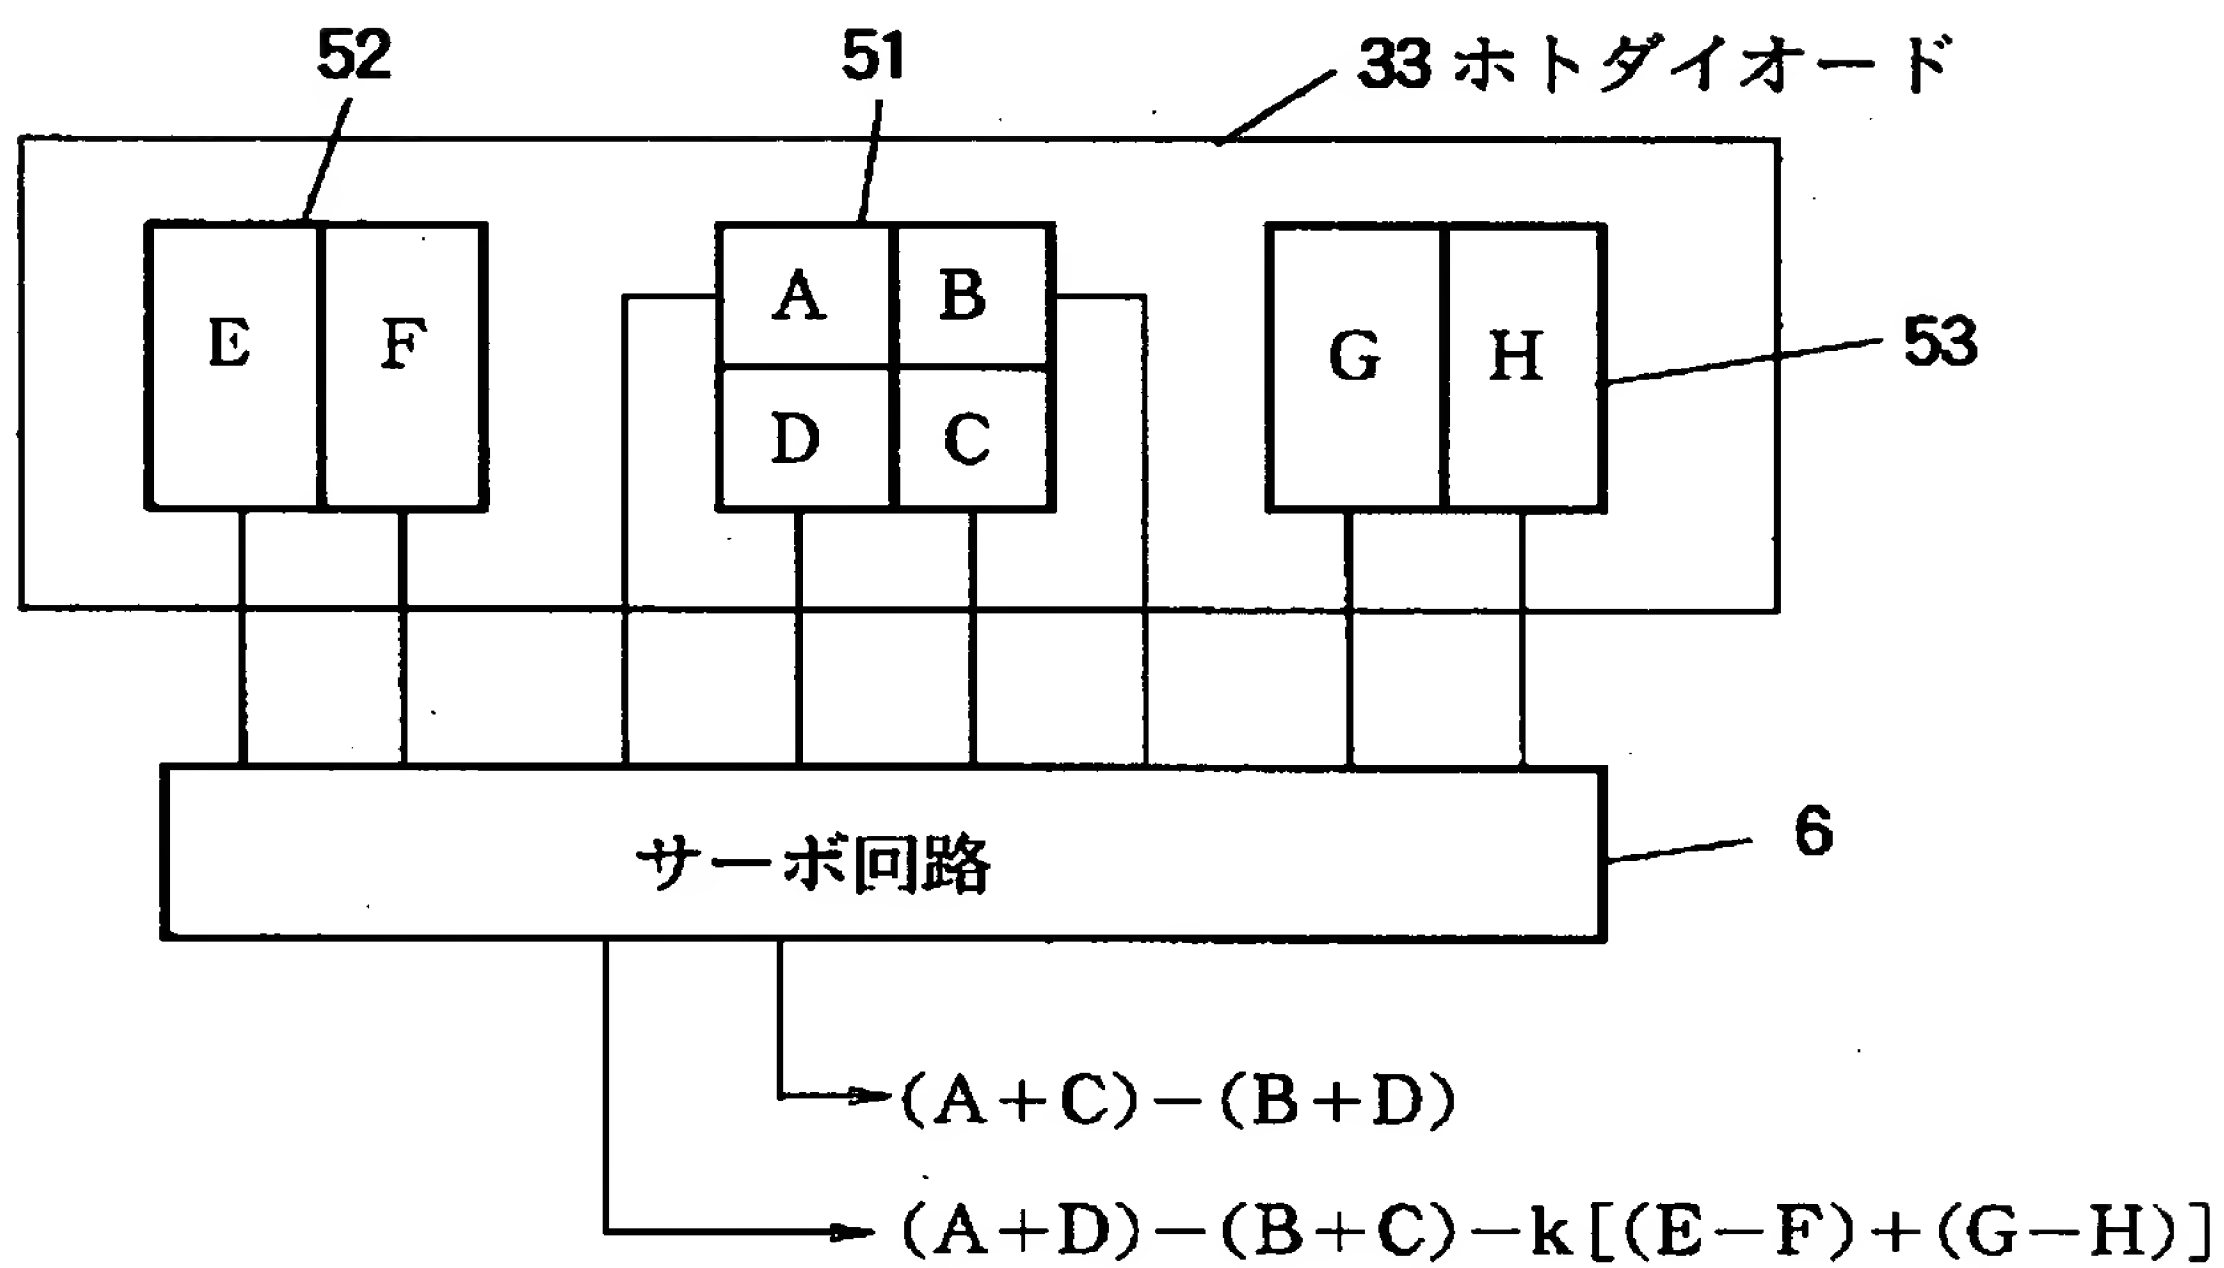 52
51
33 ホトダイオード
E F
A B
D C
G H
53
サーボ回路
6
(A+C)-(B+D)
(A+D)-(B+C)-k[(E-F)+(G-H)]